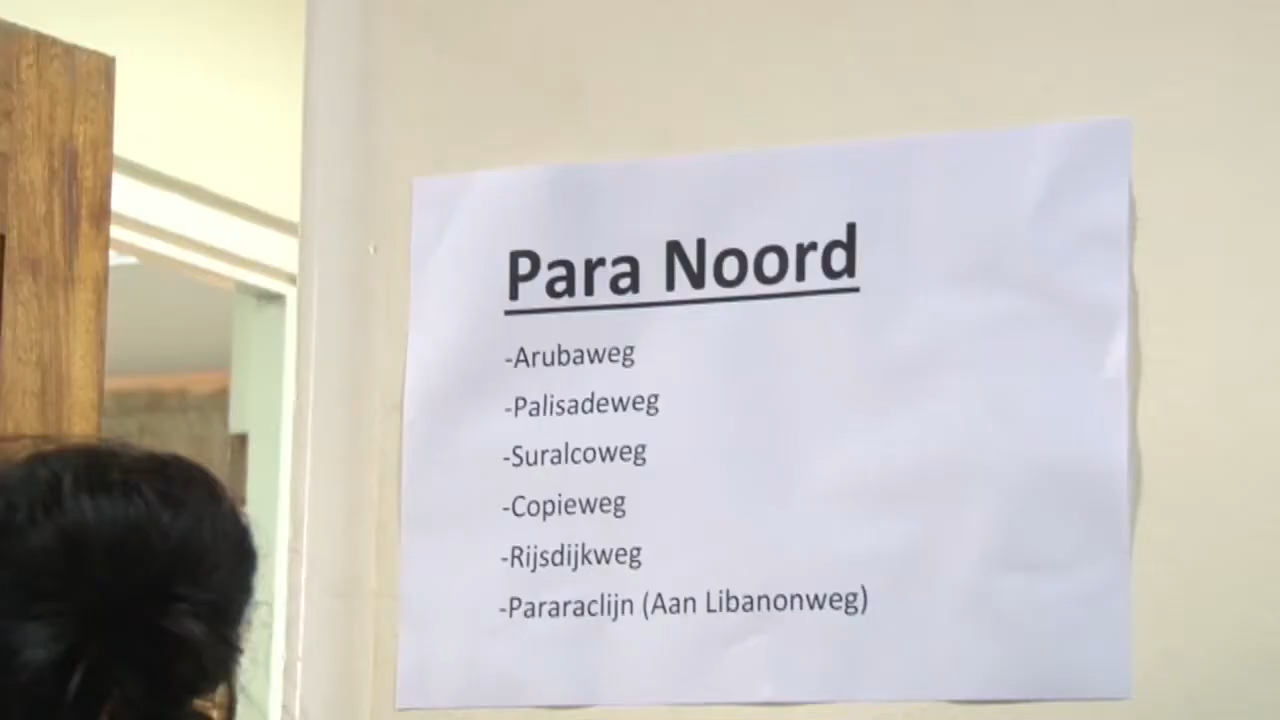 Para Noord
-Arubaweg
-Palisadeweg
-Suralcoweg
-Copieweg
-Rijsdijkweg
-Pararaclijn (Aan Libanonweg)